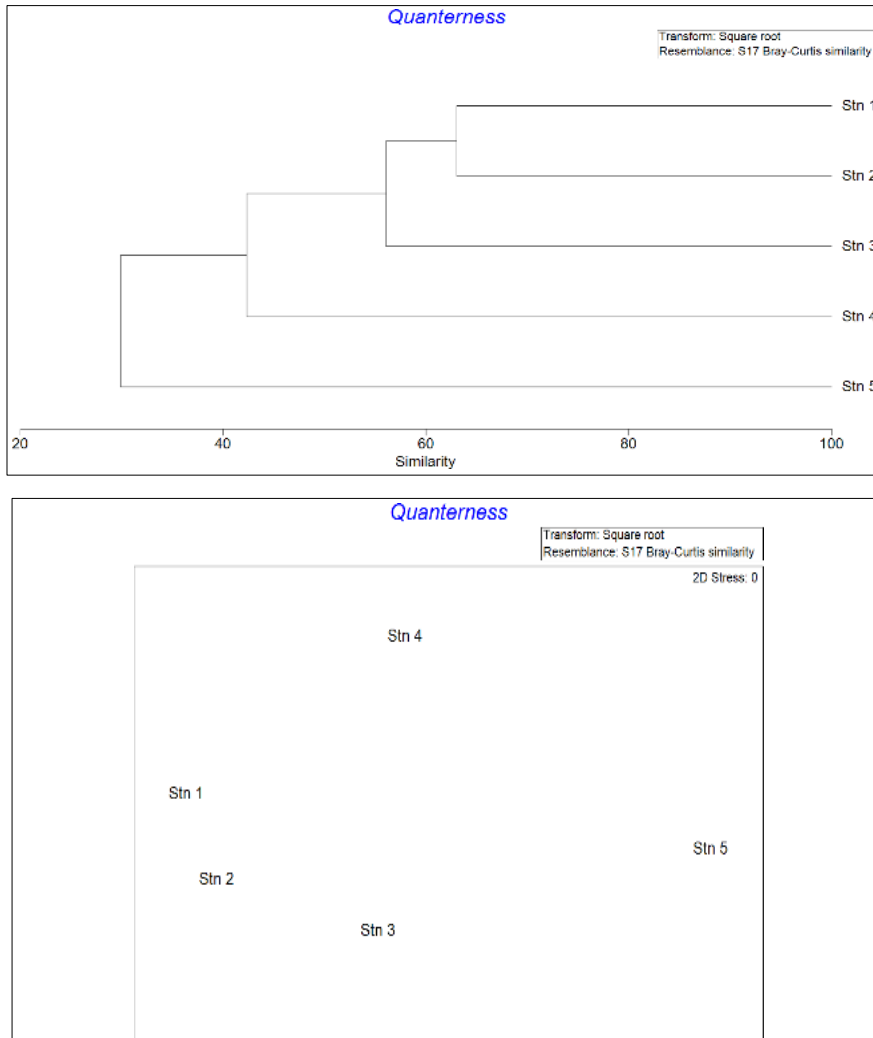 Quanterness
Transform: Square root
Resemblance: S17 Bray-Curtis similarity
Stn 1
Stn 2
Stn 3
Stn 4
Stn 5
20 40 60 80 100
Similarity
Quanterness
Transform: Square root
Resemblance: S17 Bray-Curtis similarity
2D Stress: 0
Stn 4
Stn 1
Stn 5
Stn 2
Stn 3